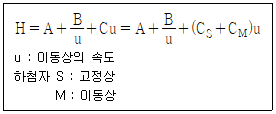 H = A + B/u + Cu = A + B/u + (C_S + C_M)u
u : 이동상의 속도
하첨자 S : 고정상
M : 이동상